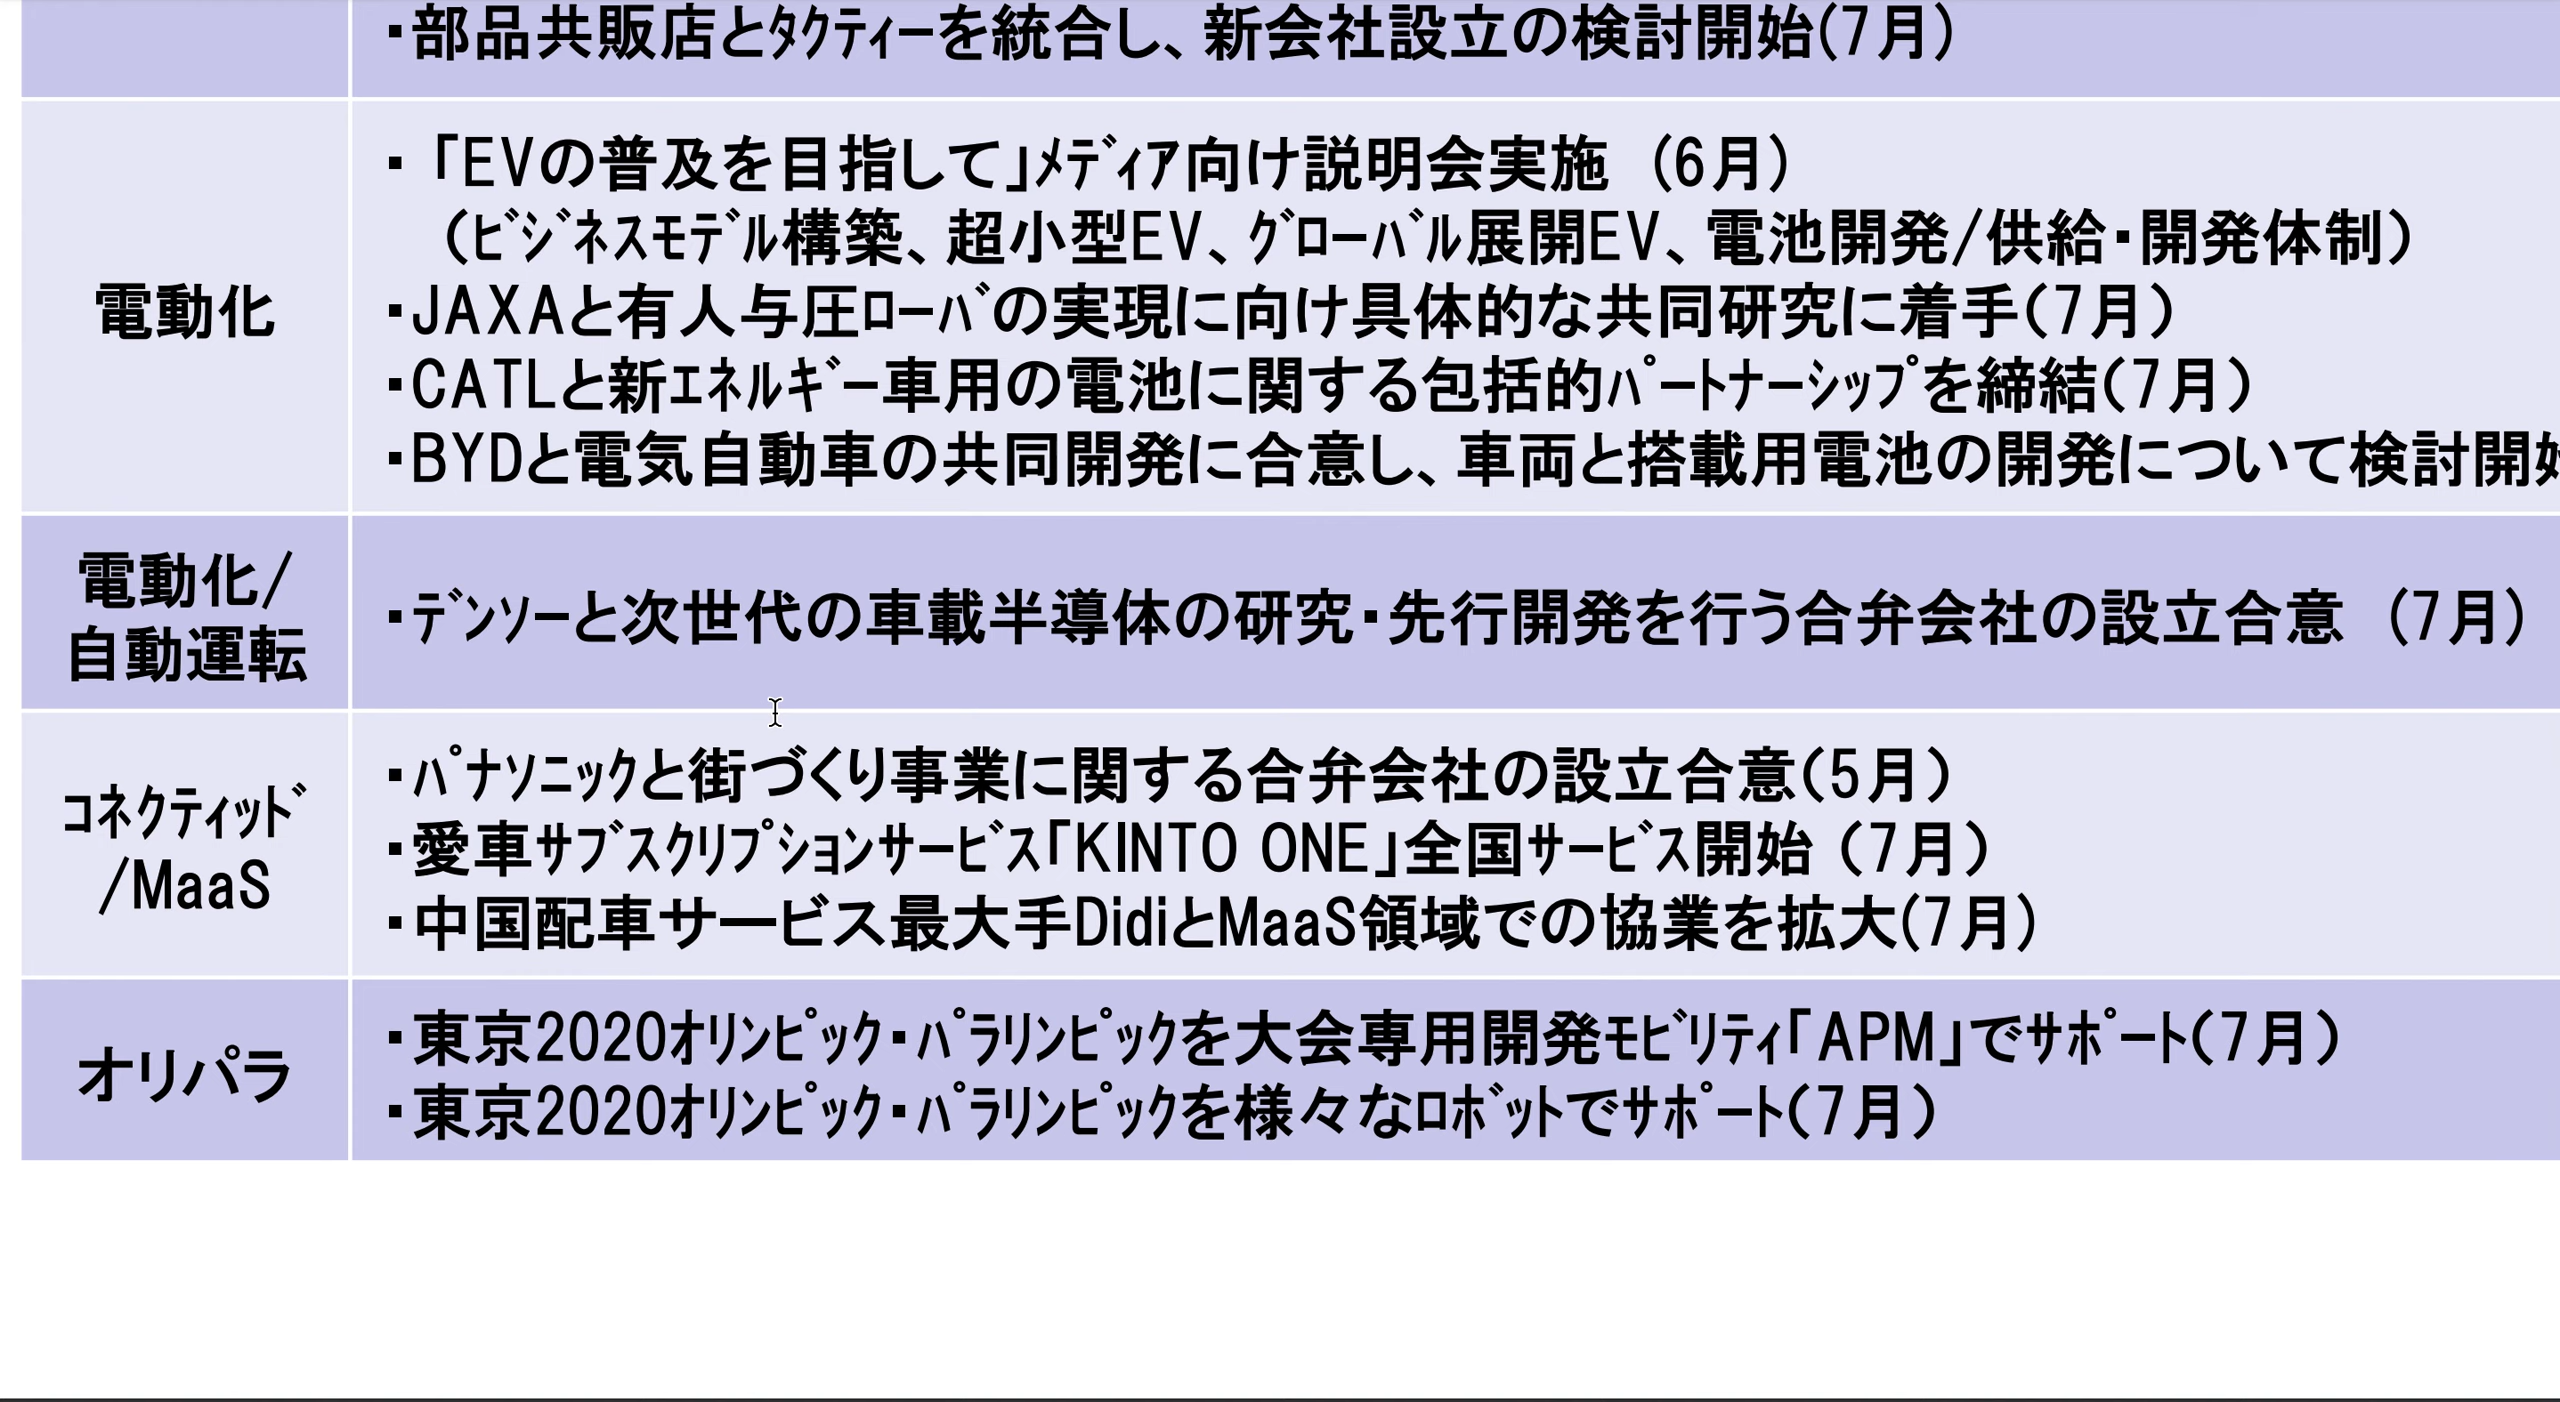 ・部品共販店とﾀｸﾃｨｰを統合し、新会社設立の検討開始(7月)
電動化
・「EVの普及を目指して」ﾒﾃﾞｨｱ向け説明会実施 (6月)
(ﾋﾞｼﾞﾈｽﾓﾃﾞﾙ構築、超小型EV、ｸﾞﾛｰﾊﾞﾙ展開EV、電池開発/供給・開発体制)
・JAXAと有人与圧ﾛｰﾊﾞの実現に向け具体的な共同研究に着手(7月)
・CATLと新ｴﾈﾙｷﾞｰ車用の電池に関する包括的ﾊﾟｰﾄﾅｰｼｯﾌﾟを締結(7月)
・BYDと電気自動車の共同開発に合意し、車両と搭載用電池の開発について検討開始
電動化/
自動運転
・ﾃﾞﾝｿｰと次世代の車載半導体の研究・先行開発を行う合弁会社の設立合意 (7月)
ｺﾈｸﾃｨｯﾄﾞ
/MaaS
・ﾊﾟﾅｿﾆｯｸと街づくり事業に関する合弁会社の設立合意(5月)
・愛車ｻﾌﾞｽｸﾘﾌﾟｼｮﾝｻｰﾋﾞｽ「KINTO ONE」全国ｻｰﾋﾞｽ開始 (7月)
・中国配車サービス最大手DidiとMaaS領域での協業を拡大(7月)
オリパラ
・東京2020ｵﾘﾝﾋﾟｯｸ・ﾊﾟﾗﾘﾝﾋﾟｯｸを大会専用開発ﾓﾋﾞﾘﾃｨ「APM」でｻﾎﾟｰﾄ(7月)
・東京2020ｵﾘﾝﾋﾟｯｸ・ﾊﾟﾗﾘﾝﾋﾟｯｸを様々なﾛﾎﾞｯﾄでｻﾎﾟｰﾄ(7月)